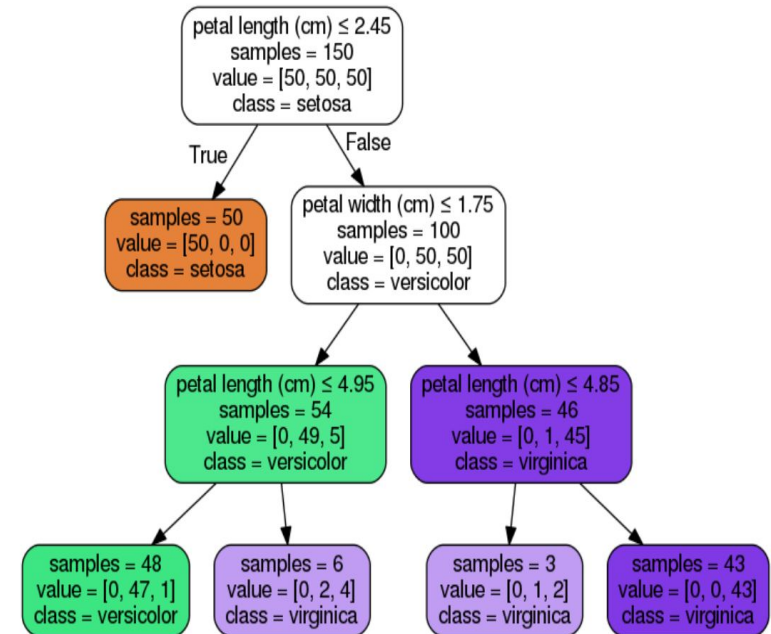 petal length (cm) ≤ 2.45
samples = 150
value = [50, 50, 50]
class = setosa
True
False
samples = 50
value = [50, 0, 0]
class = setosa
petal width (cm) ≤ 1.75
samples = 100
value = [0, 50, 50]
class = versicolor
petal length (cm) ≤ 4.95
samples = 54
value = [0, 49, 5]
class = versicolor
petal length (cm) ≤ 4.85
samples = 46
value = [0, 1, 45]
class = virginica
samples = 48
value = [0, 47, 1]
class = versicolor
samples = 6
value = [0, 2, 4]
class = virginica
samples = 3
value = [0, 1, 2]
class = virginica
samples = 43
value = [0, 0, 43]
class = virginica